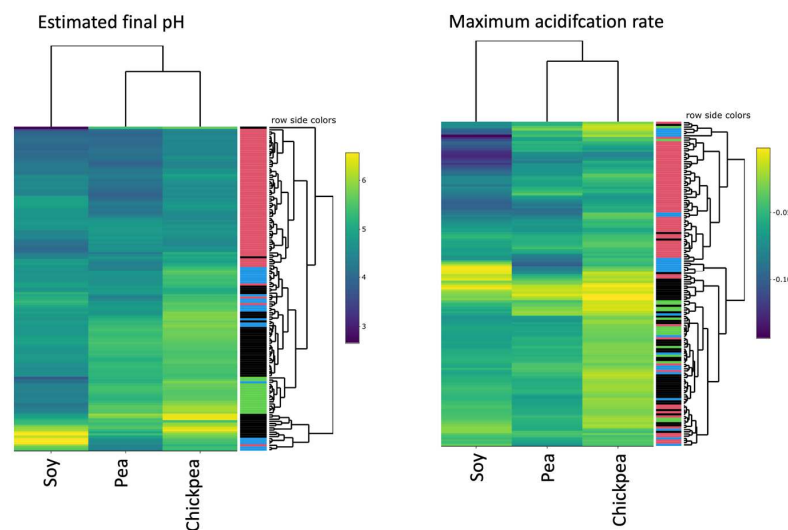 Estimated final pH
Maximum acidifcation rate
row side colors
row side colors
6
5
4
3
-0.05
-0.10
Soy
Pea
Chickpea
Soy
Pea
Chickpea